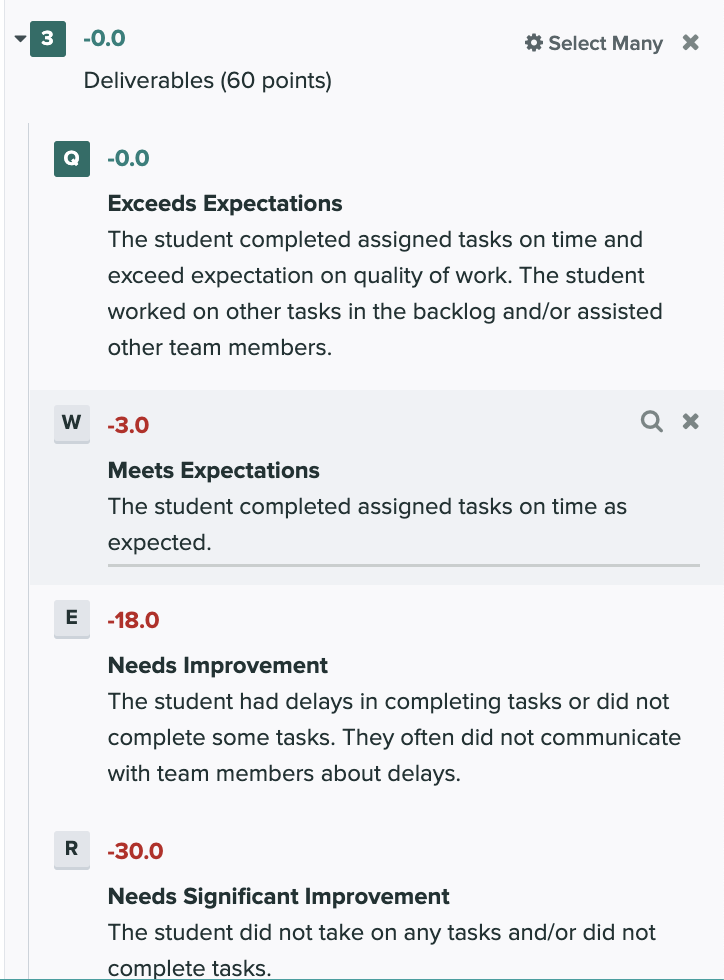 3 -0.0 Select Many
Deliverables (60 points)
Q -0.0
Exceeds Expectations
The student completed assigned tasks on time and
exceed expectation on quality of work. The student
worked on other tasks in the backlog and/or assisted
other team members.
W -3.0
Meets Expectations
The student completed assigned tasks on time as
expected.
E -18.0
Needs Improvement
The student had delays in completing tasks or did not
complete some tasks. They often did not communicate
with team members about delays.
R -30.0
Needs Significant Improvement
The student did not take on any tasks and/or did not
complete tasks.